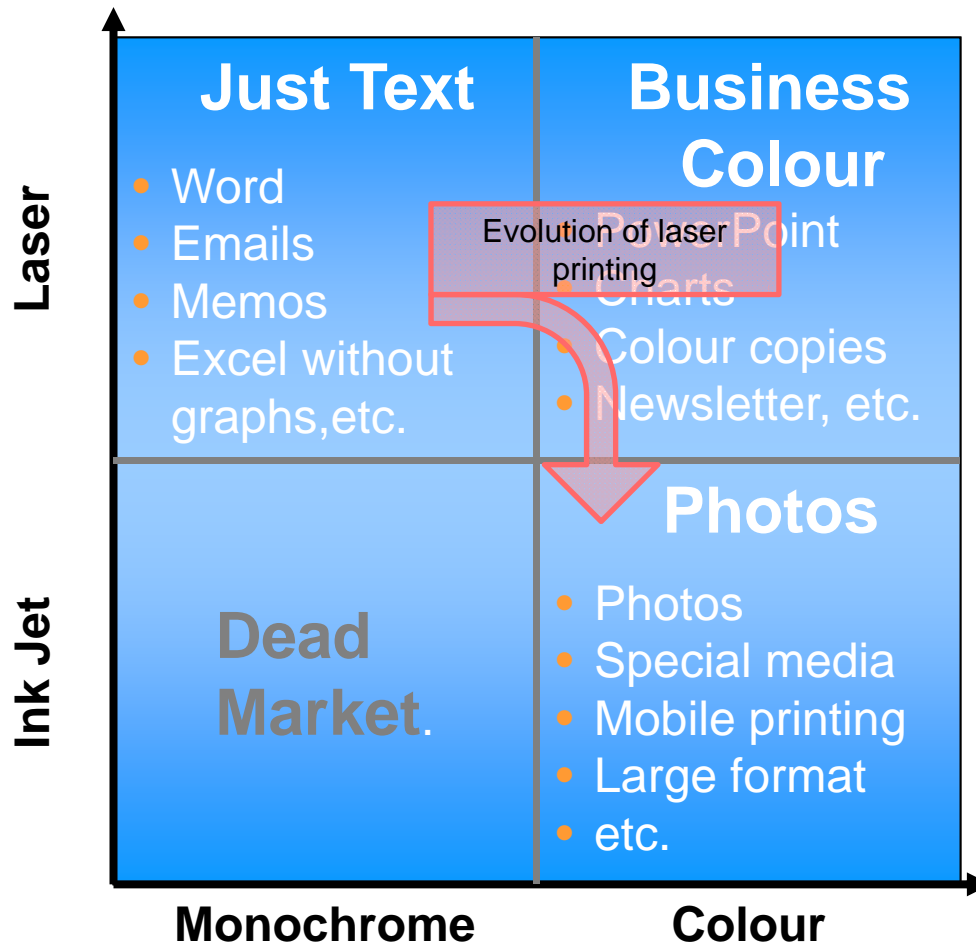 Laser
Just Text
• Word
• Emails
• Memos
• Excel without
graphs,etc.
Business
Colour
• PowerPoint
• Charts
• Colour copies
• Newsletter, etc.
Evolution of laser
printing
Ink Jet
Dead
Market.
Photos
• Photos
• Special media
• Mobile printing
• Large format
• etc.
Monochrome
Colour